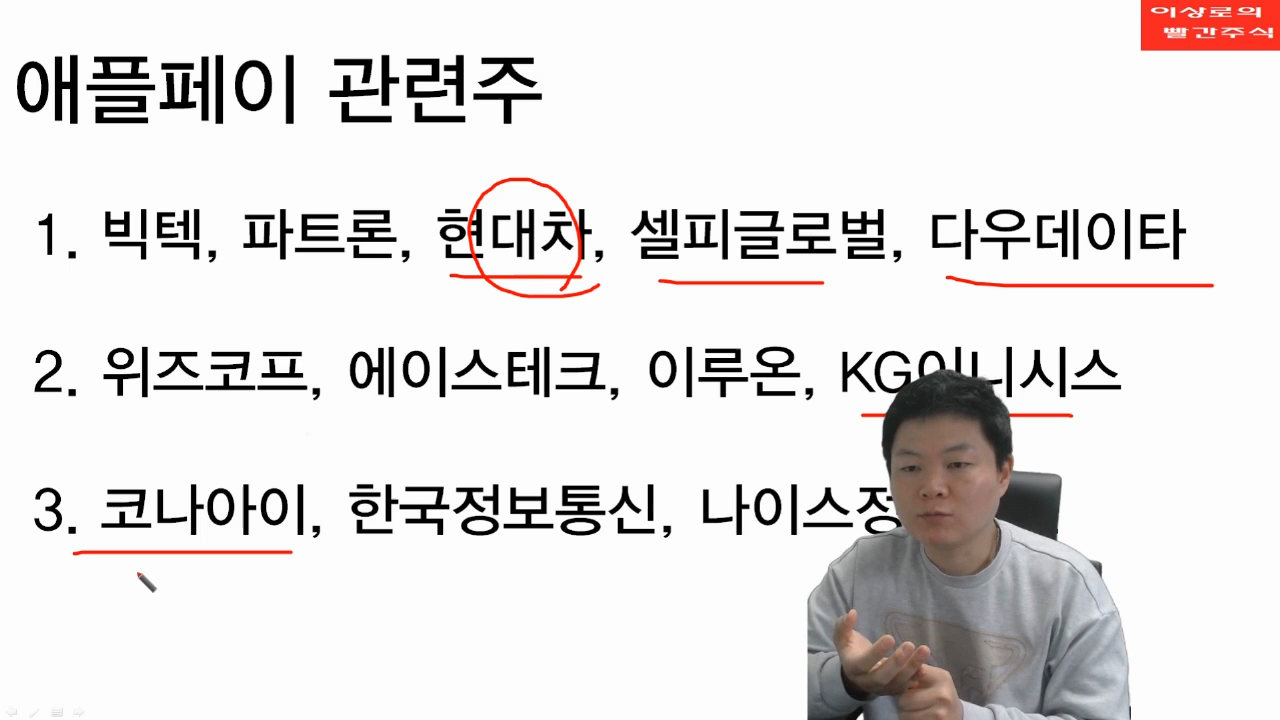 이상로의
빨간주식
애플페이 관련주
1. 빅텍, 파트론, 현대차, 셀피글로벌, 다우데이타
2. 위즈코프, 에이스테크, 이루온, KG이니시스
3. 코나아이, 한국정보통신,